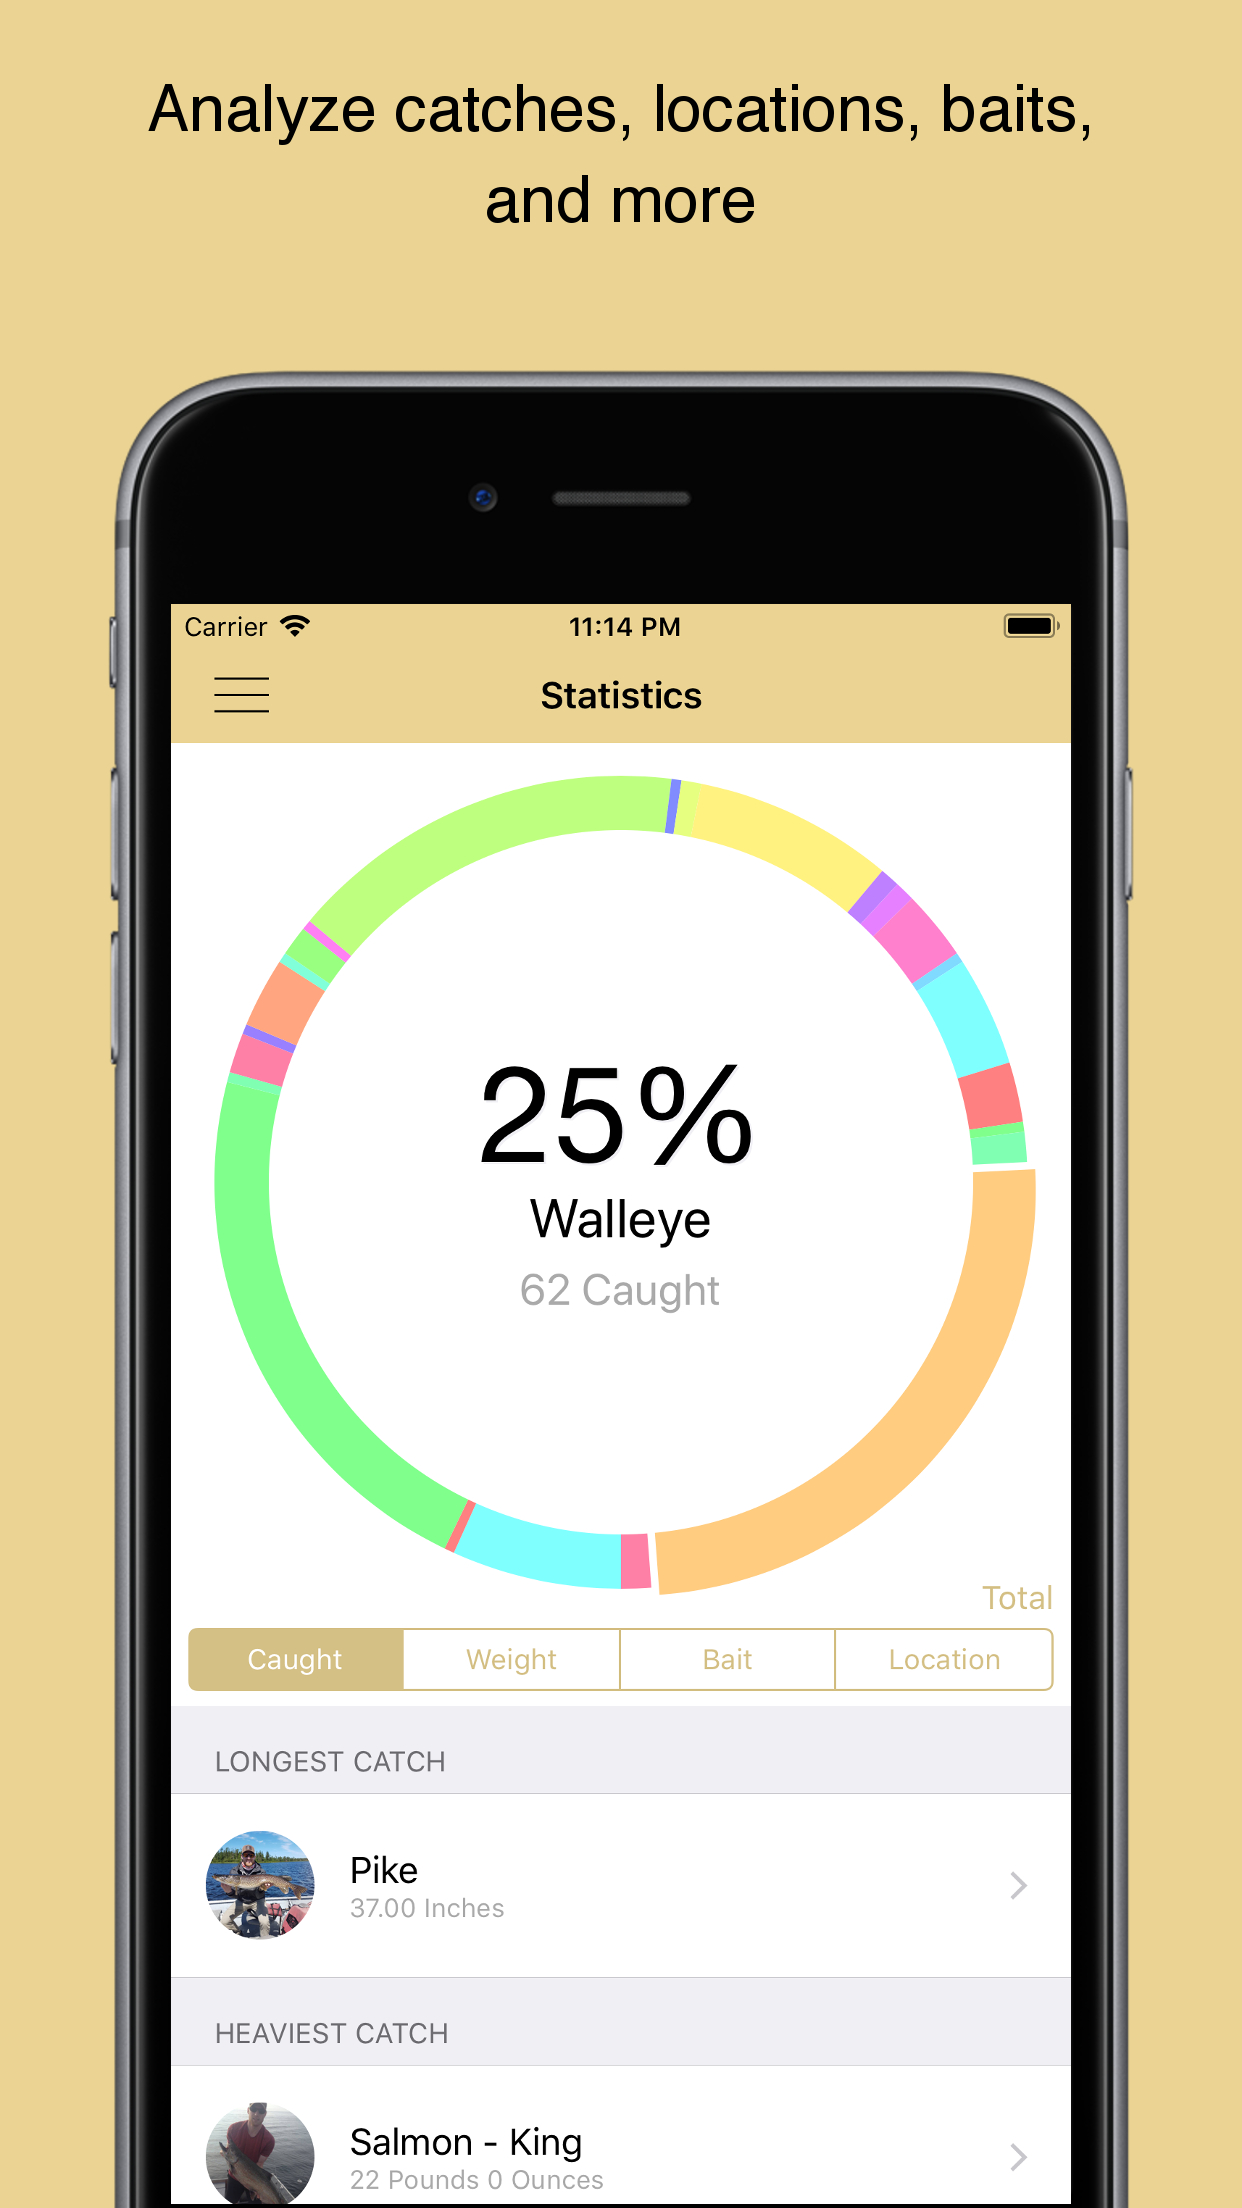 Analyze catches, locations, baits,
and more
Carrier 11:14 PM
Statistics
25%
Walleye
62 Caught
Total
Caught Weight Bait Location
LONGEST CATCH
Pike
37.00 Inches
HEAVIEST CATCH
Salmon - King
22 Pounds 0 Ounces